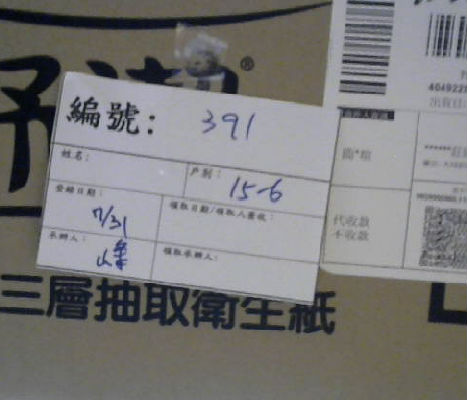 舒潔®
編號: 391
姓名:
戶別: 15-6
登錄日期: 7/31
領取日期/領取人簽收:
承辦人:
領取承辦人:
三層抽取衛生紙
代收款
不收款